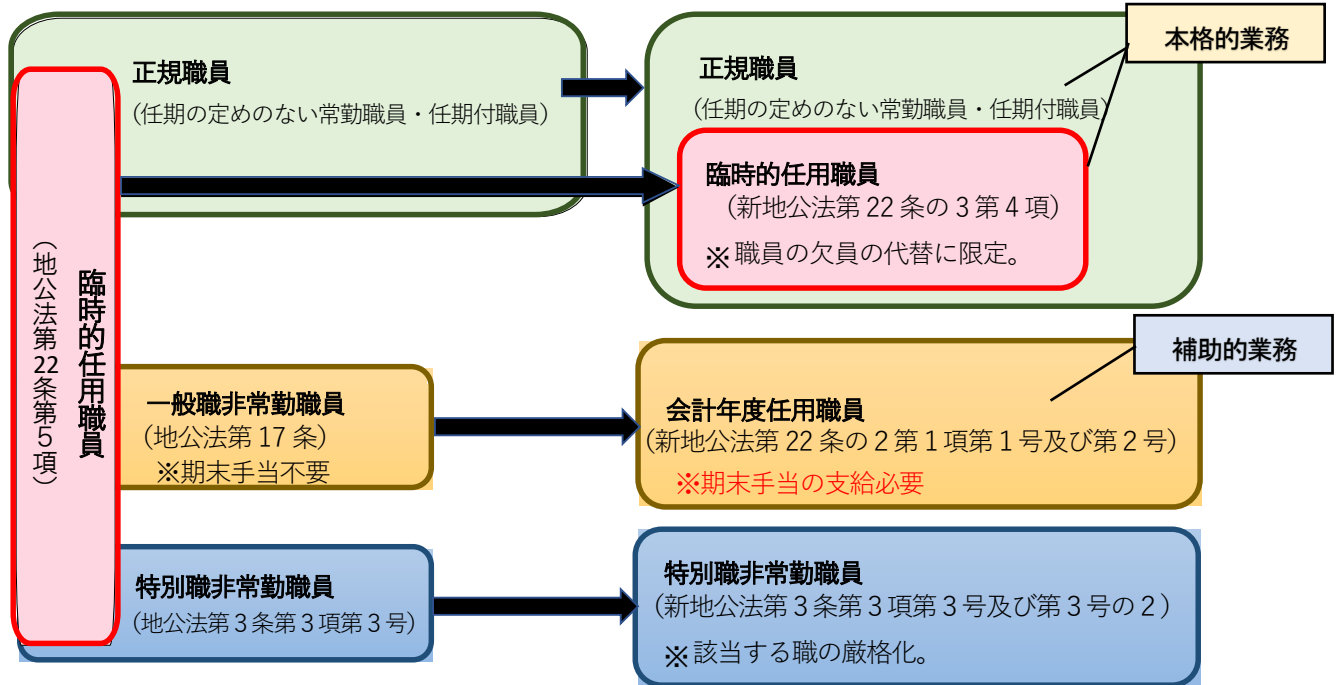 正規職員
(任期の定めのない常勤職員・任期付職員)
臨時的任用職員
(地公法第22条第5項)
一般職非常勤職員
(地公法第 17 条)
※期末手当不要
特別職非常勤職員
(地公法第3条第3項第3号)
本格的業務
正規職員
(任期の定めのない常勤職員・任期付職員)
臨時的任用職員
(新地公法第 22 条の3第4項)
※職員の欠員の代替に限定。
補助的業務
会計年度任用職員
(新地公法第 22 条の2第1項第1号及び第2号)
※期末手当の支給必要
特別職非常勤職員
(新地公法第3条第3項第3号及び第3号の2)
※該当する職の厳格化。